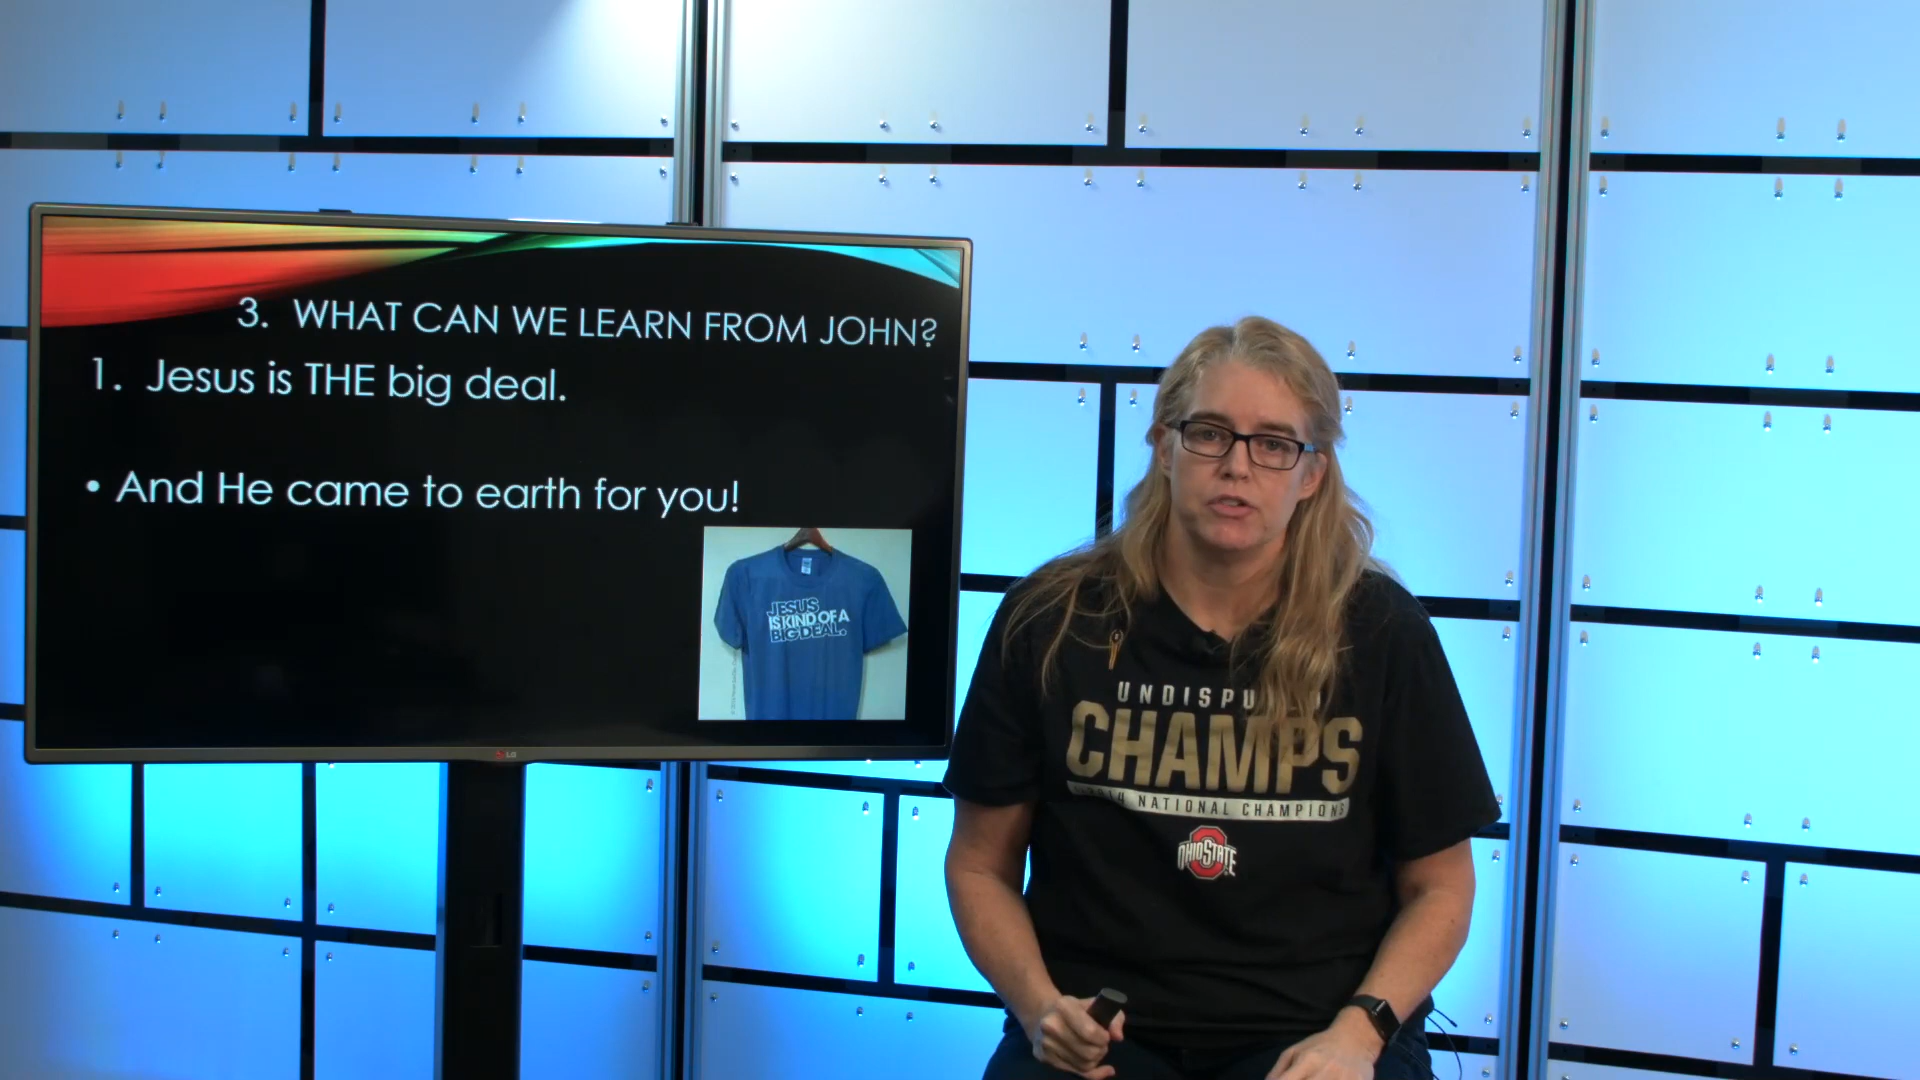 3. WHAT CAN WE LEARN FROM JOHN?
1. Jesus is THE big deal.
• And He came to earth for you!
JESUS
IS KIND OF A
BIG DEAL.
LG
CHAMPS
NATIONAL CHAMPIONS
OHIO STATE